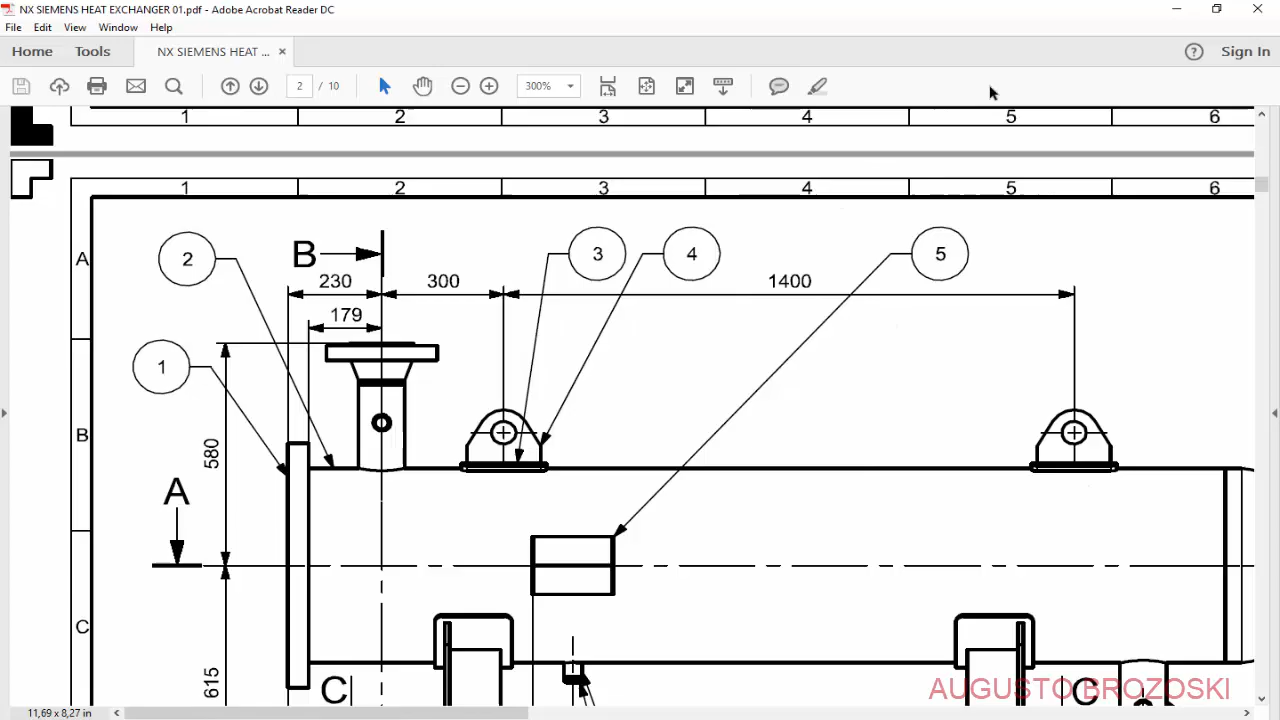 NX SIEMENS HEAT EXCHANGER 01.pdf - Adobe Acrobat Reader DC
File Edit View Window Help
Home Tools NX SIEMENS HEAT ... × Sign In
2 / 10 300%
1 2 3 4 5 6
1 2 3 4 5 6
A
2 B 3 4 5
230 300 1400
179
1
B
580
A
C
615
C C
AUGUSTO BROZOSKI
11,69 x 8,27 in